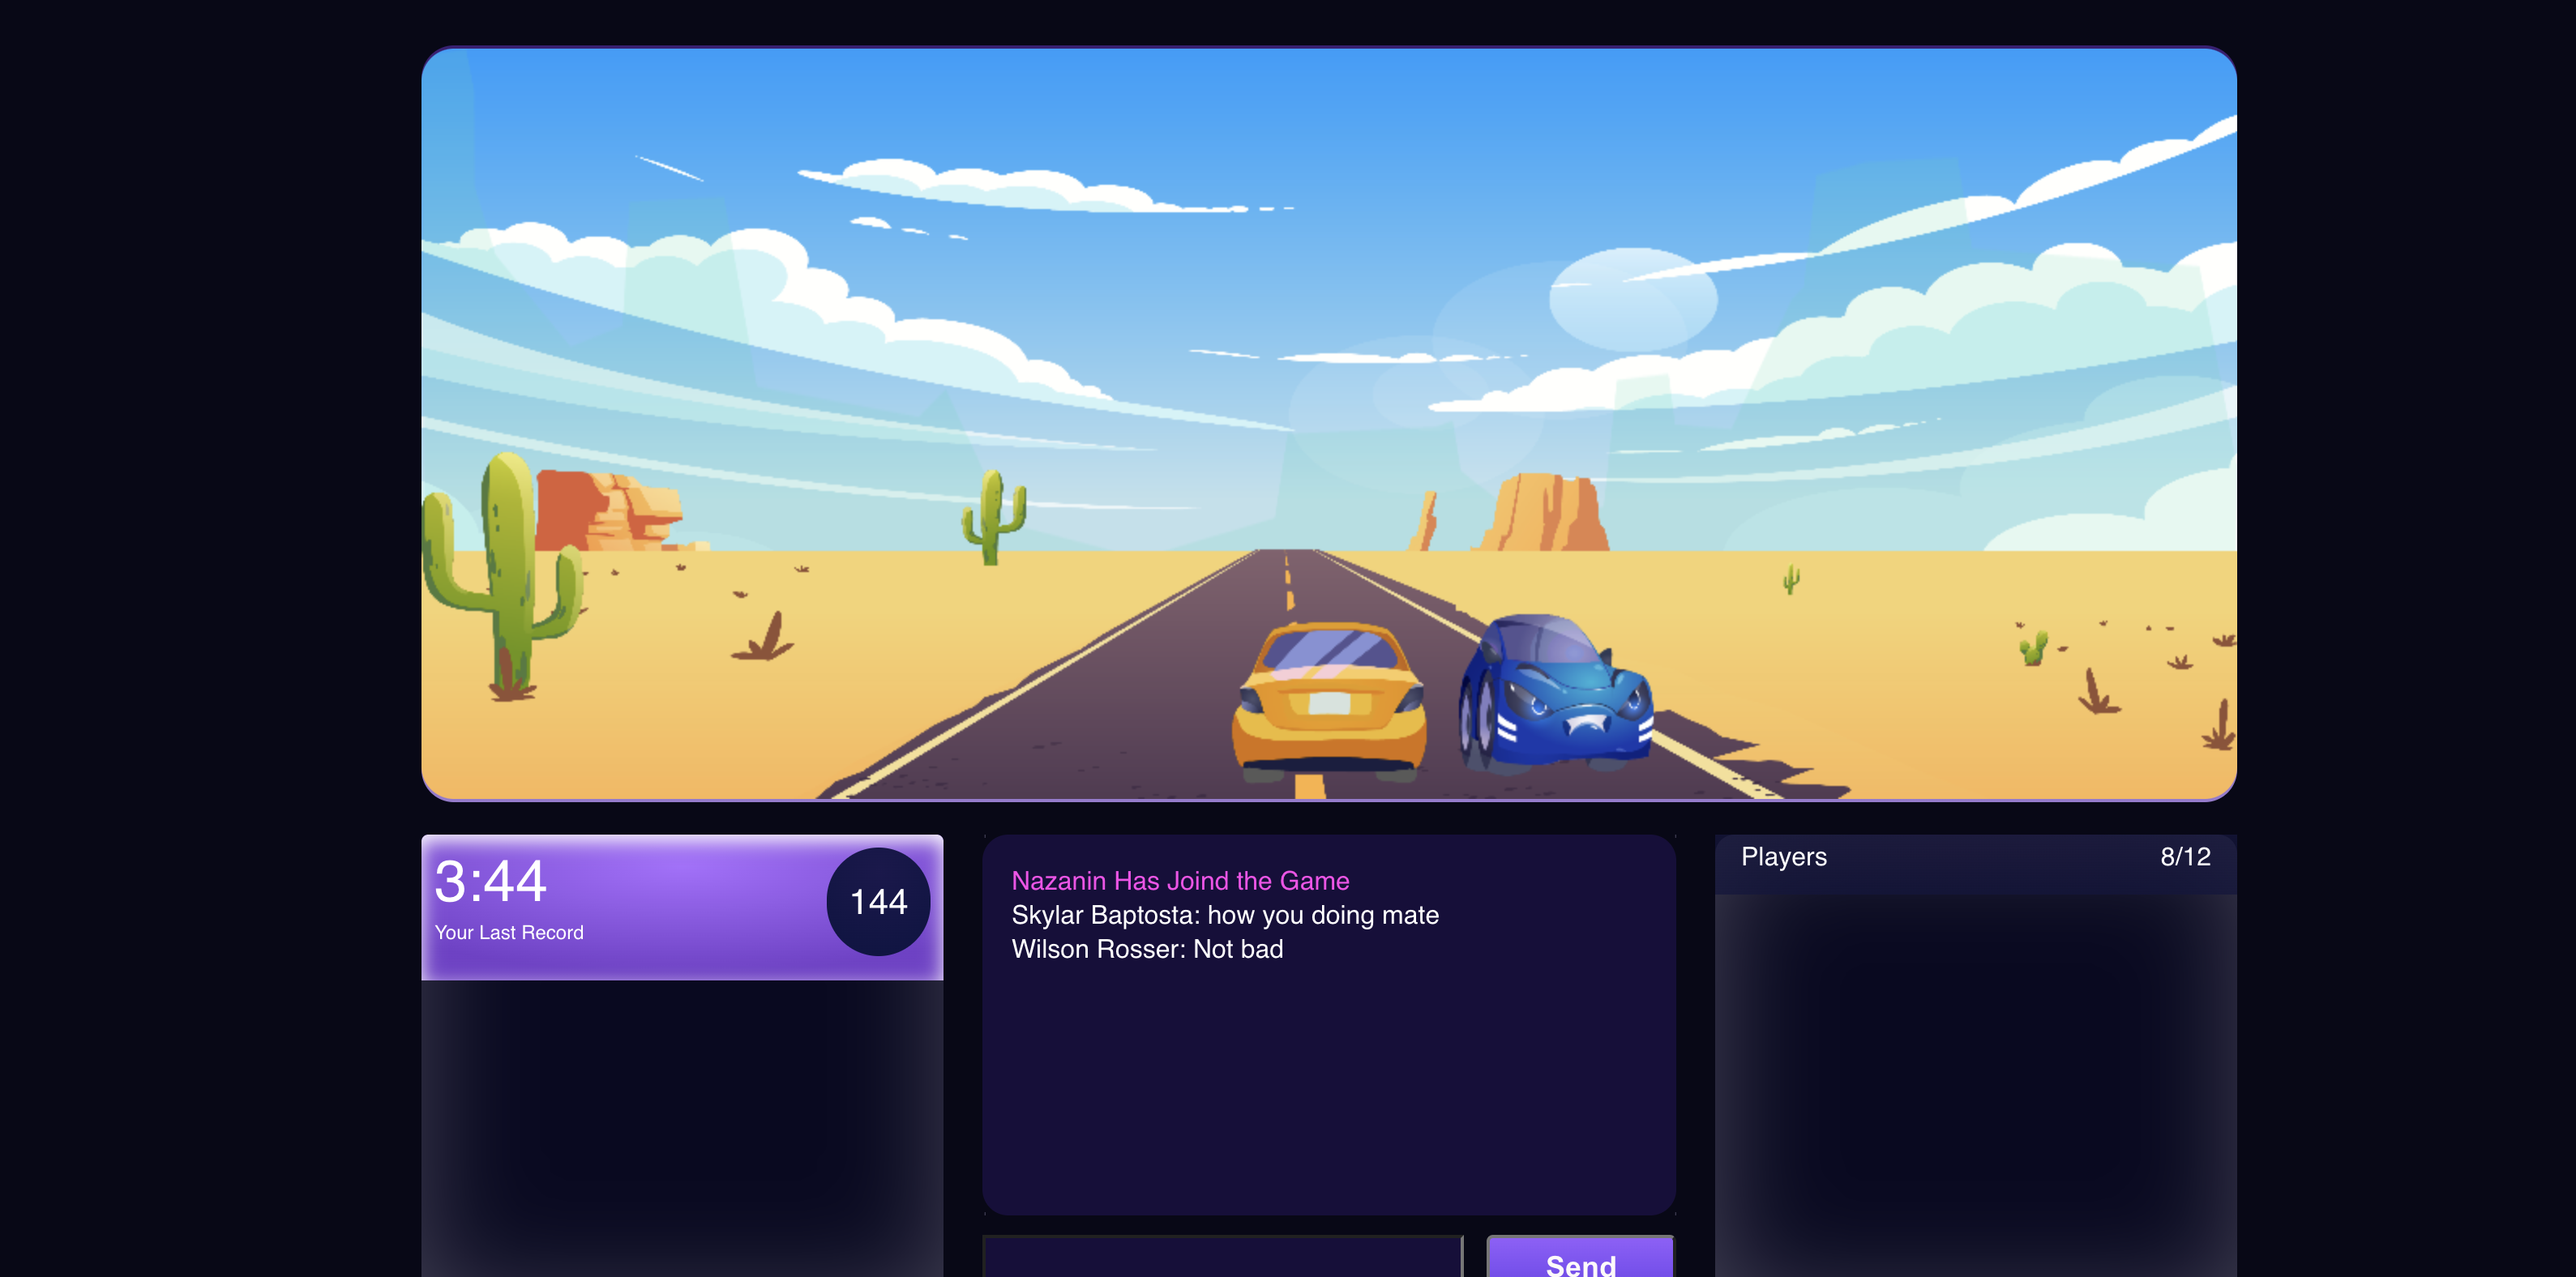 3:44
Your Last Record
144
Nazanin Has Joind the Game
Skylar Baptosta: how you doing mate
Wilson Rosser: Not bad
Send
Players
8/12